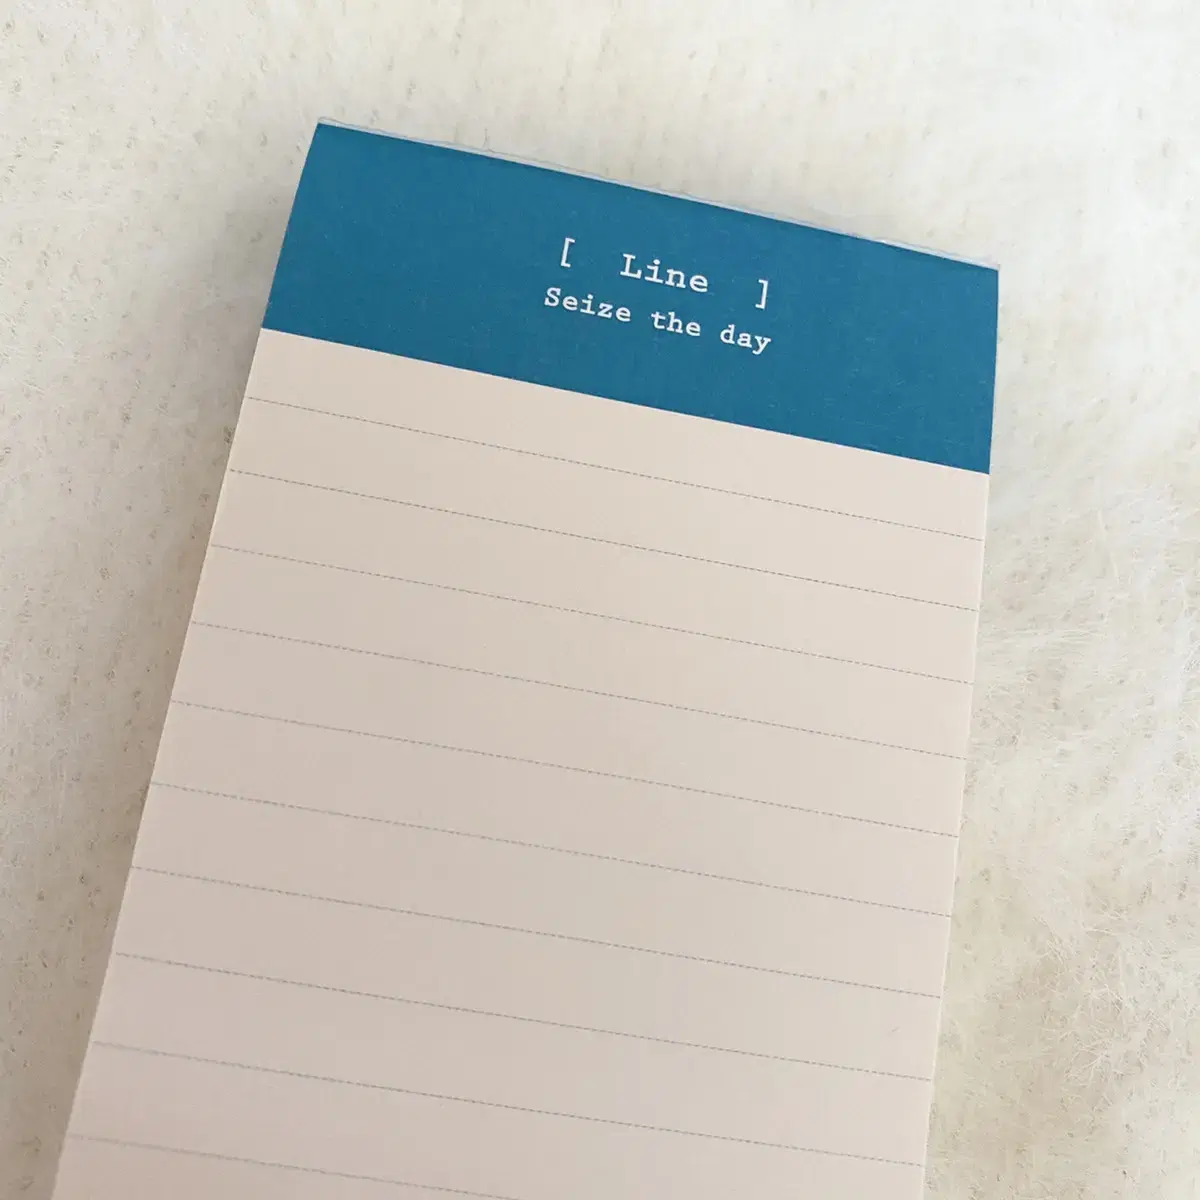 [ Line ]
Seize the day